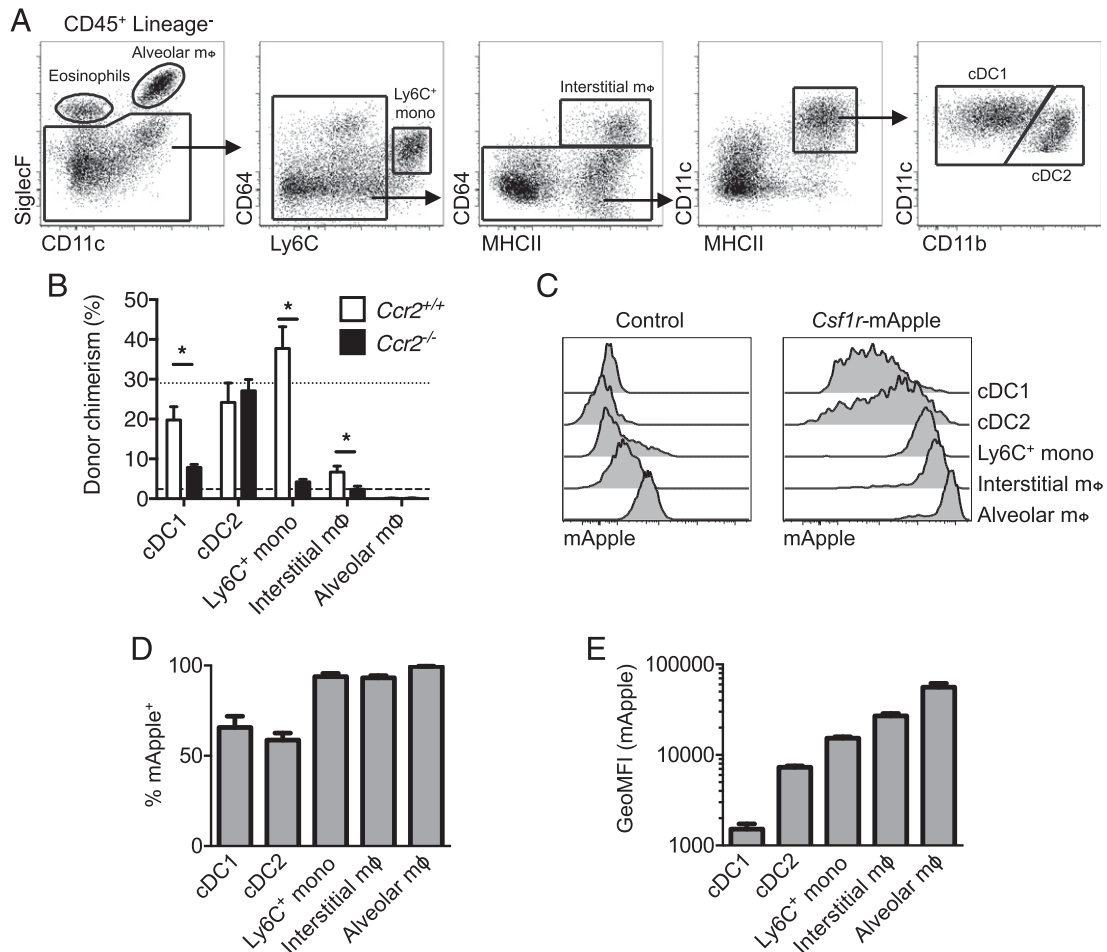 A
CD45+ Lineage-
Alveolar mΦ
Eosinophils
SiglecF
CD11c
Ly6C+
mono
CD64
Ly6C
Interstitial mΦ
CD64
MHCII
CD11c
MHCII
cDC1
cDC2
CD11c
CD11b
B
Donor chimerism (%)
50
40
30
20
10
0
*
*
*
Ccr2+/+
Ccr2-/-
cDC1
cDC2
Ly6C+ mono
Interstitial mΦ
Alveolar mΦ
C
Control
Csf1r-mApple
cDC1
cDC2
Ly6C+ mono
Interstitial mΦ
Alveolar mΦ
mApple
mApple
D
% mApple+
100
50
0
cDC1
cDC2
Ly6C+ mono
Interstitial mϕ
Alveolar mϕ
E
GeoMFI (mApple)
100000
10000
1000
cDC1
cDC2
Ly6C+ mono
Interstitial mϕ
Alveolar mϕ